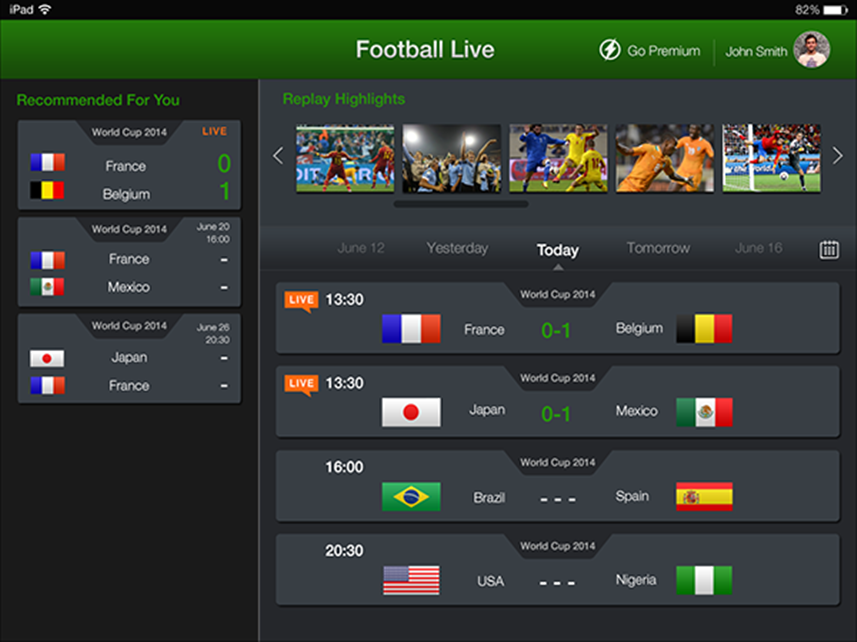 iPad 82%
Football Live Go Premium John Smith
Recommended For You
World Cup 2014 LIVE
France 0
Belgium 1
World Cup 2014 June 20
16:00
France -
Mexico -
World Cup 2014 June 26
20:30
Japan -
France -
Replay Highlights
June 12 Yesterday Today Tomorrow June 16
World Cup 2014
LIVE 13:30
France 0-1 Belgium
World Cup 2014
LIVE 13:30
Japan 0-1 Mexico
World Cup 2014
16:00
Brazil - - - Spain
World Cup 2014
20:30
USA - - - Nigeria